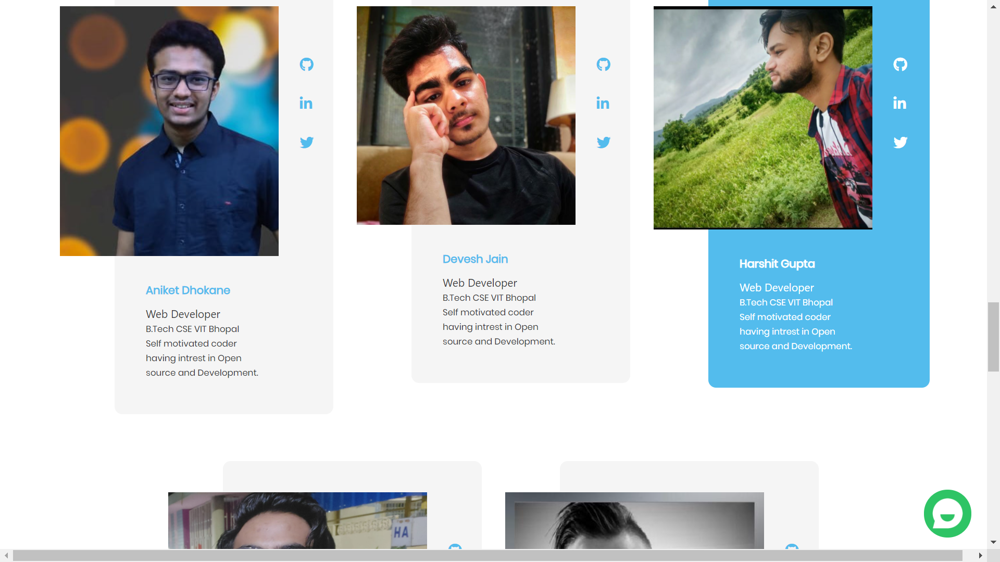 Aniket Dhokane
Web Developer
B.Tech CSE VIT Bhopal
Self motivated coder
having intrest in Open
source and Development.
Devesh Jain
Web Developer
B.Tech CSE VIT Bhopal
Self motivated coder
having intrest in Open
source and Development.
Harshit Gupta
Web Developer
B.Tech CSE VIT Bhopal
Self motivated coder
having intrest in Open
source and Development.
HA